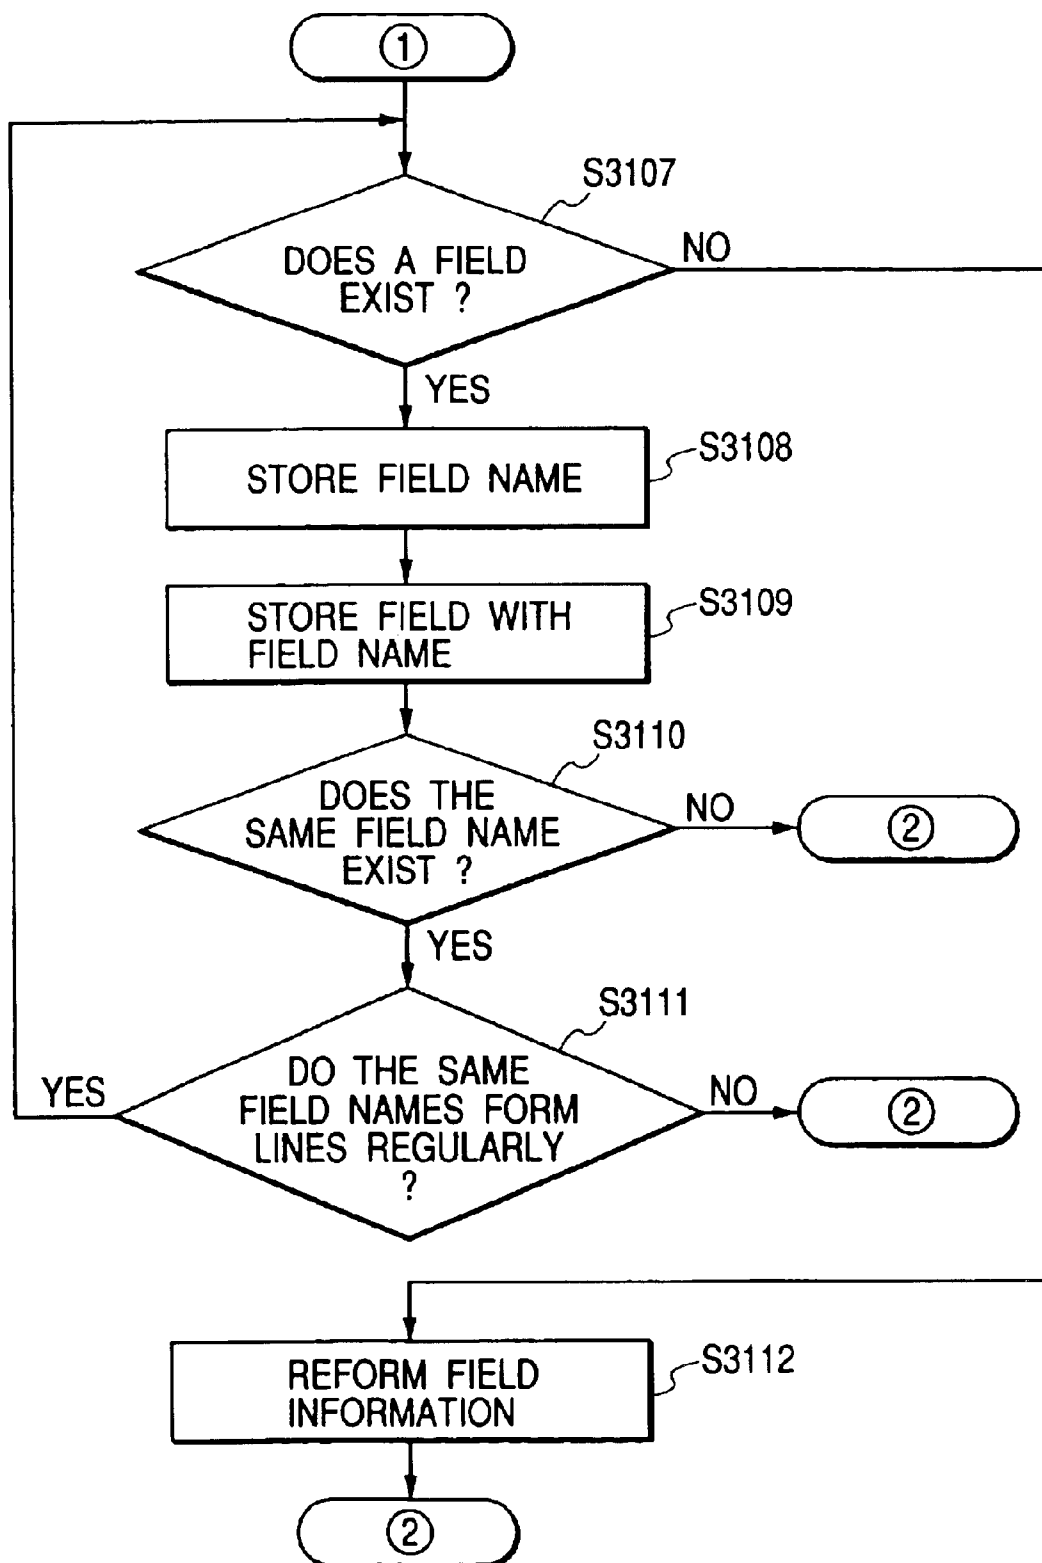 ①
S3107
DOES A FIELD
EXIST ?
NO
YES
S3108
STORE FIELD NAME
S3109
STORE FIELD WITH
FIELD NAME
S3110
DOES THE
SAME FIELD NAME
EXIST ?
NO
②
YES
S3111
DO THE SAME
FIELD NAMES FORM
LINES REGULARLY
?
YES
NO
②
S3112
REFORM FIELD
INFORMATION
②